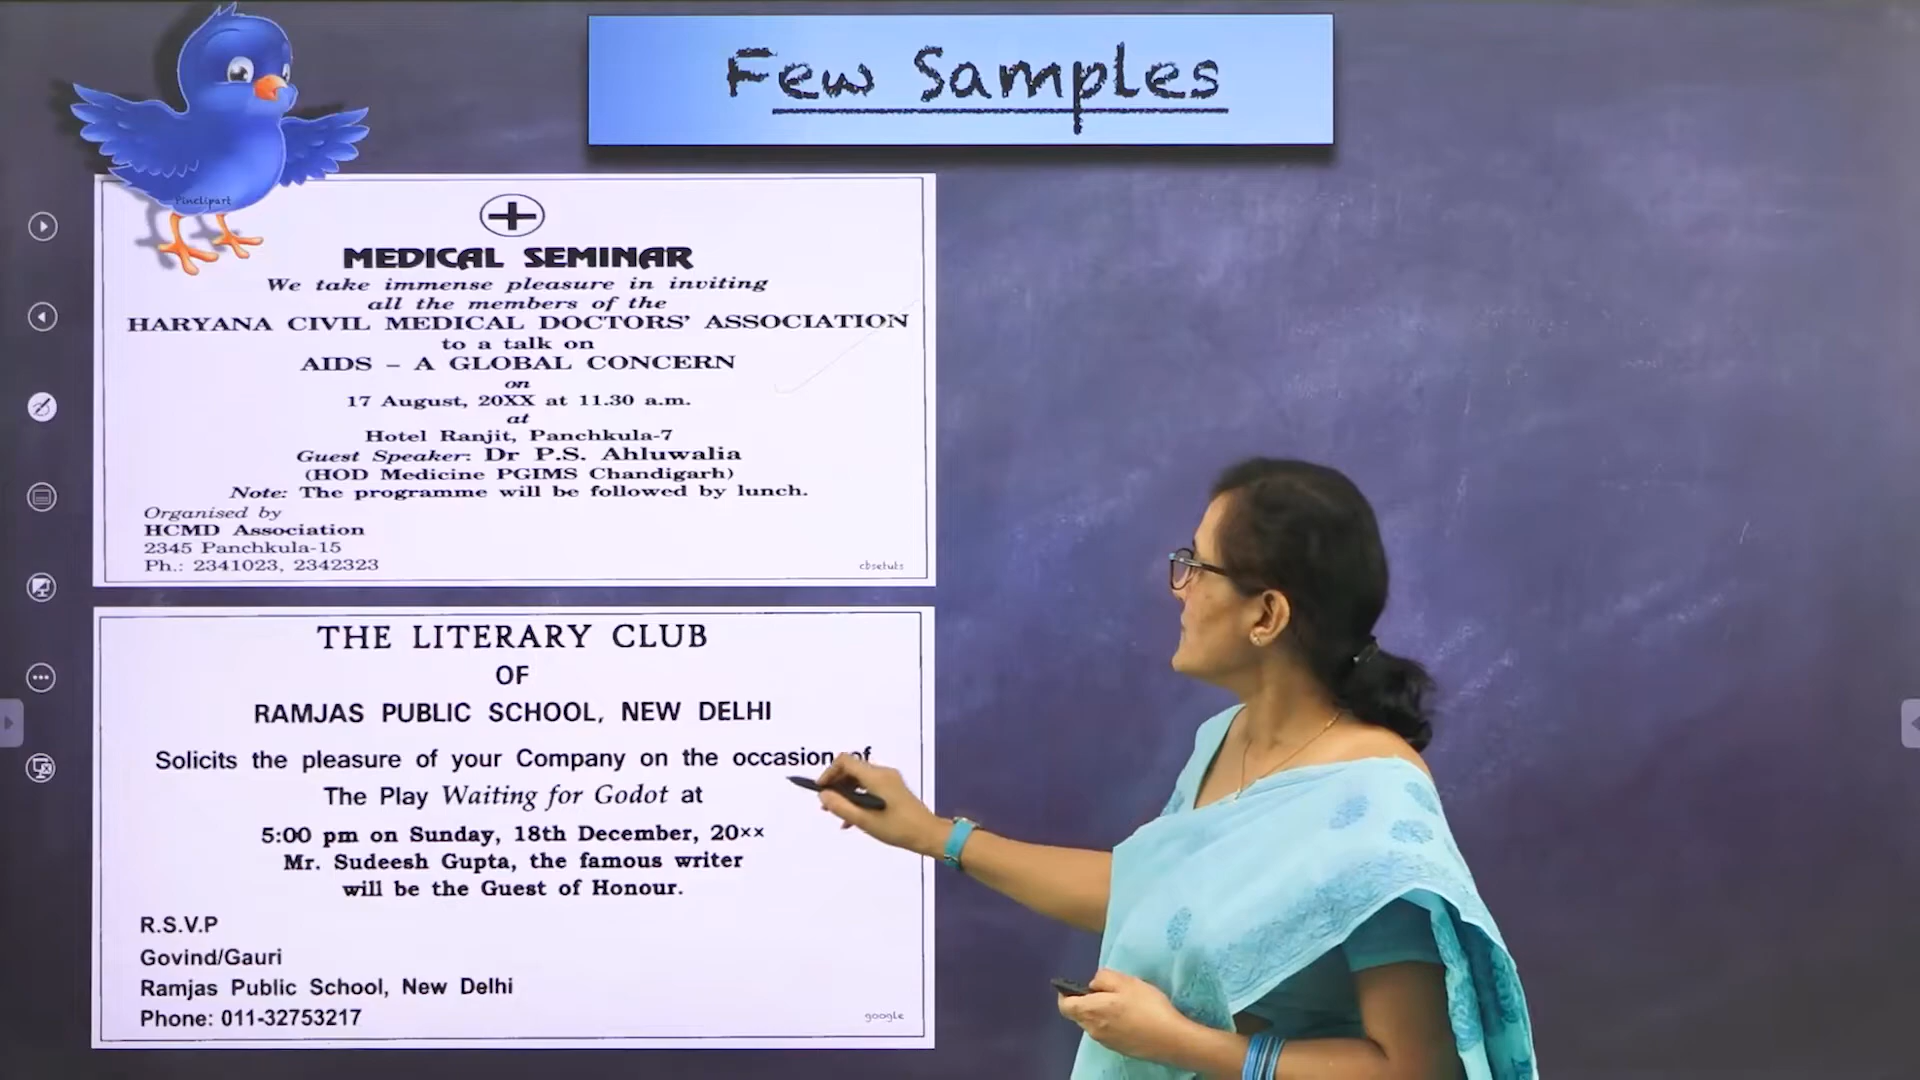 Few Samples
Pinclipart
MEDICAL SEMINAR
We take immense pleasure in inviting
all the members of the
HARYANA CIVIL MEDICAL DOCTORS' ASSOCIATION
to a talk on
AIDS – A GLOBAL CONCERN
on
17 August, 20XX at 11.30 a.m.
at
Hotel Ranjit, Panchkula-7
Guest Speaker: Dr P.S. Ahluwalia
(HOD Medicine PGIMS Chandigarh)
Note: The programme will be followed by lunch.
Organised by
HCMD Association
2345 Panchkula-15
Ph.: 2341023, 2342323
cbsetuts
THE LITERARY CLUB
OF
RAMJAS PUBLIC SCHOOL, NEW DELHI
Solicits the pleasure of your Company on the occasion of
The Play Waiting for Godot at
5:00 pm on Sunday, 18th December, 20××
Mr. Sudeesh Gupta, the famous writer
will be the Guest of Honour.
R.S.V.P
Govind/Gauri
Ramjas Public School, New Delhi
Phone: 011-32753217
google